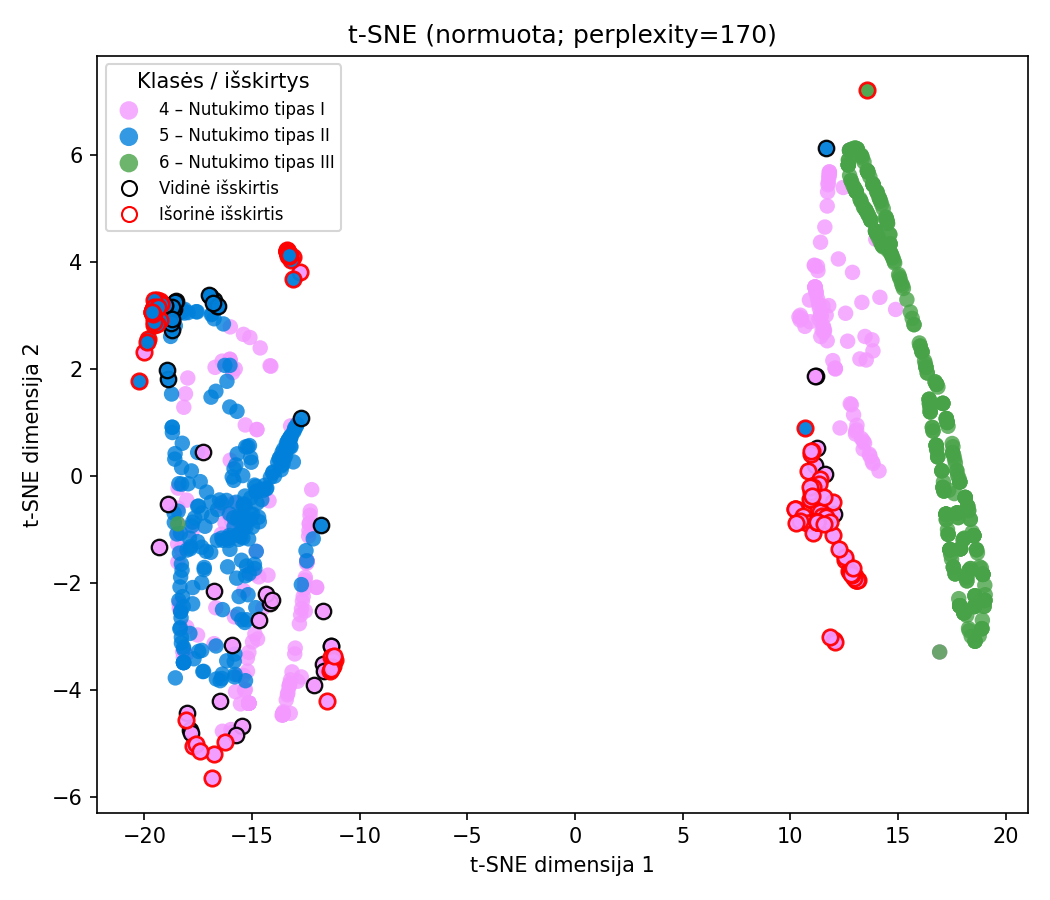 t-SNE (normuota; perplexity=170)
Klasės / išskirtys
4 – Nutukimo tipas I
5 – Nutukimo tipas II
6 – Nutukimo tipas III
Vidinė išskirtis
Išorinė išskirtis
t-SNE dimensija 2
6
4
2
0
−2
−4
−6
−20
−15
−10
−5
0
5
10
15
20
t-SNE dimensija 1